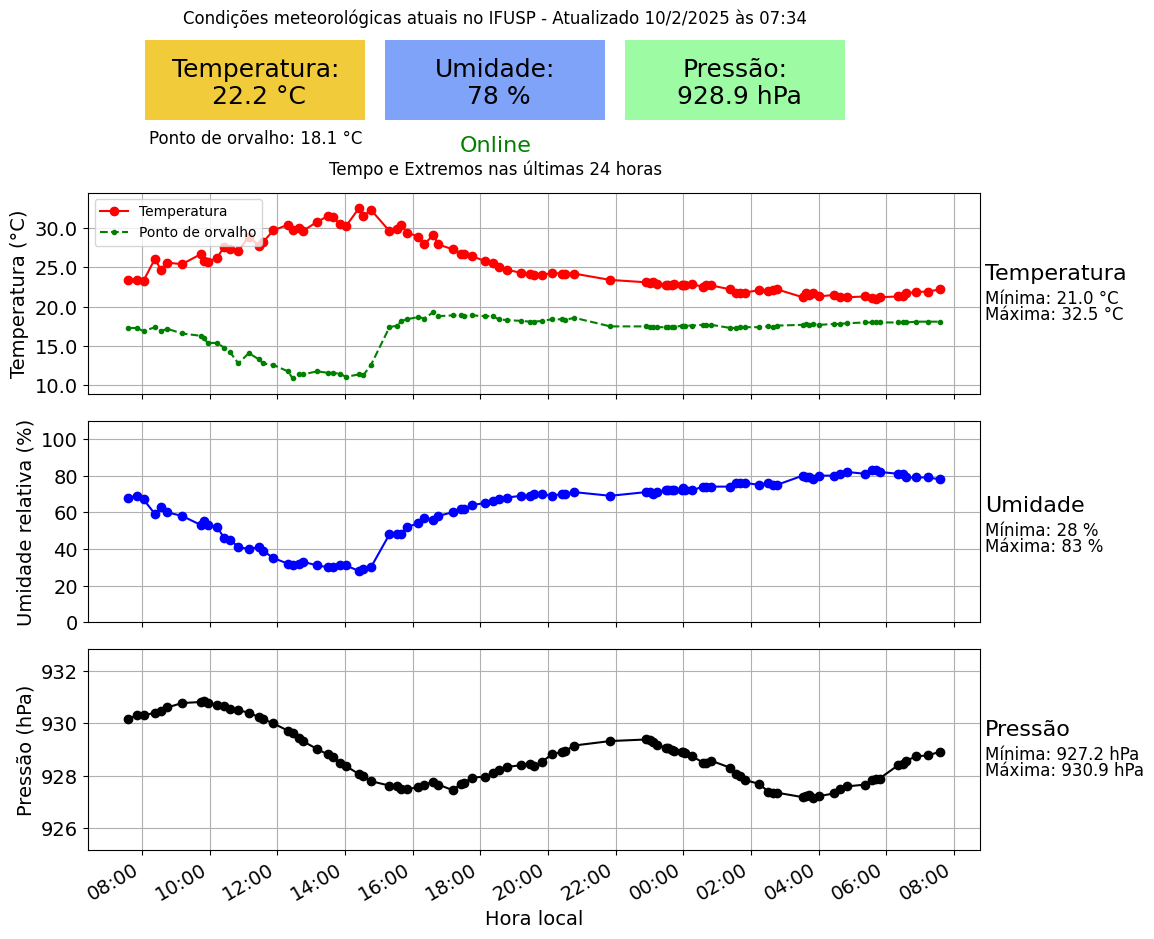 Condições meteorológicas atuais no IFUSP - Atualizado 10/2/2025 às 07:34
Temperatura:
22.2 °C
Umidade:
78 %
Pressão:
928.9 hPa
Ponto de orvalho: 18.1 °C
Online
Tempo e Extremos nas últimas 24 horas
Temperatura (°C)
30.0
25.0
20.0
15.0
10.0
Temperatura
Ponto de orvalho
Temperatura
Mínima: 21.0 °C
Máxima: 32.5 °C
Umidade relativa (%)
100
80
60
40
20
0
Umidade
Mínima: 28 %
Máxima: 83 %
Pressão (hPa)
932
930
928
926
Pressão
Mínima: 927.2 hPa
Máxima: 930.9 hPa
08:00 10:00 12:00 14:00 16:00 18:00 20:00 22:00 00:00 02:00 04:00 06:00 08:00
Hora local